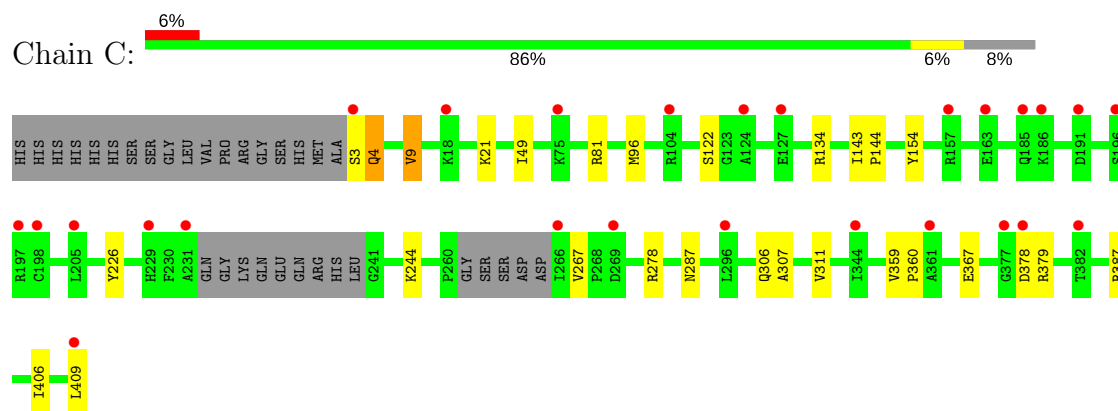 6%
Chain C:
86% 6% 8%
HIS HIS HIS HIS HIS HIS SER SER GLY LEU VAL PRO ARG GLY SER HIS MET ALA S3 Q4 V9 K18 K21 I49 K75 R81 M96 R104 S122 G123 A124 E127 R134 I143 P144 Y154 R157 E163 Q185 K186 D191 S196
R197 C198 L205 Y226 H229 F230 A231 GLN GLY LYS GLN GLU GLN ARG HIS LEU G241 K244 P260 GLY SER SER ASP ASP I266 V267 P268 D269 R278 N287 L296 Q306 A307 V311 I344 V359 P360 A361 E367 G377 D378 R379 T382
I406 L409